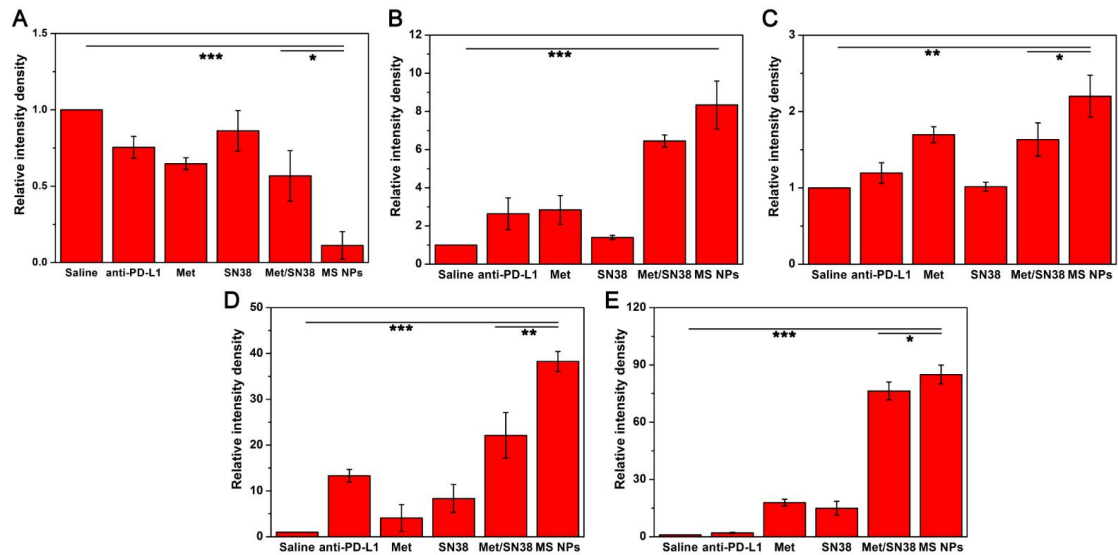 A
Relative intensity density
1.5
1.0
0.5
0.0
***
*
Saline anti-PD-L1 Met SN38 Met/SN38 MS NPs
B
Relative intensity density
12
10
8
6
4
2
0
***
Saline anti-PD-L1 Met SN38 Met/SN38 MS NPs
C
Relative intensity density
3
2
1
0
**
*
Saline anti-PD-L1 Met SN38 Met/SN38 MS NPs
D
Relative intensity density
50
40
30
20
10
0
***
**
Saline anti-PD-L1 Met SN38 Met/SN38 MS NPs
E
Relative intensity density
120
90
60
30
0
***
*
Saline anti-PD-L1 Met SN38 Met/SN38 MS NPs